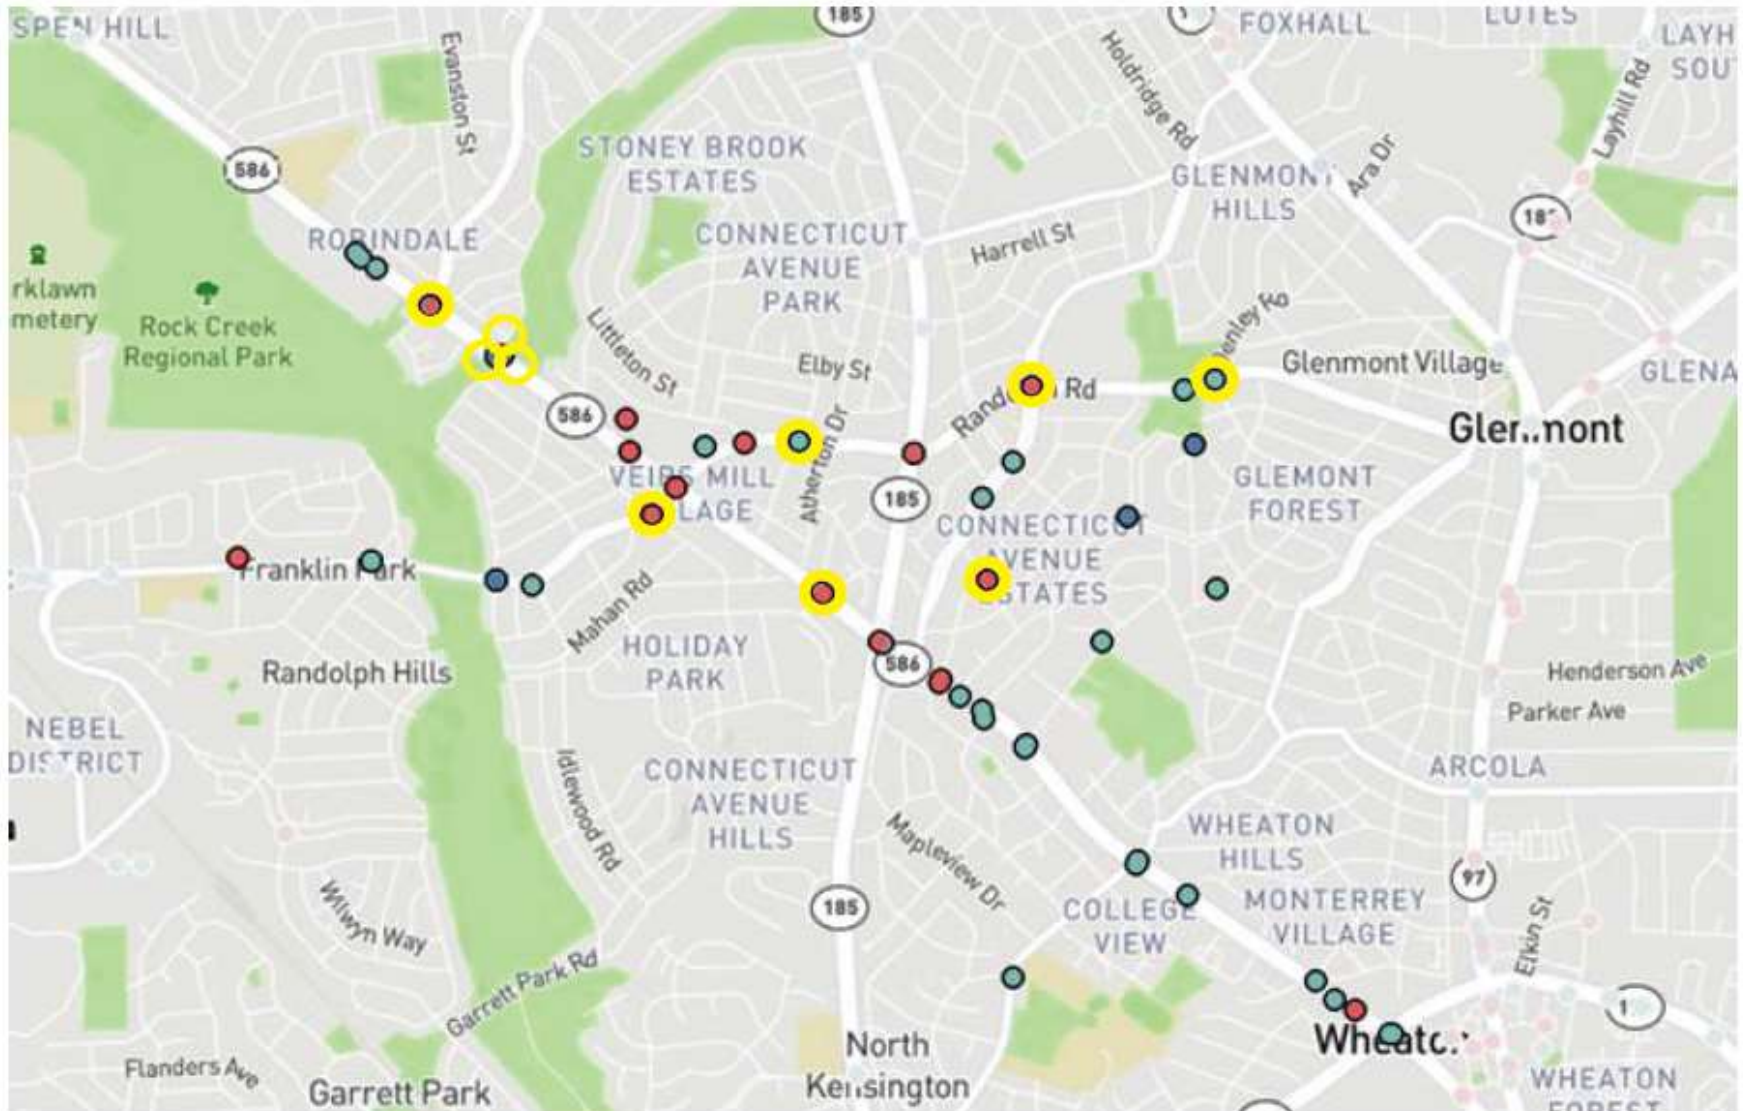 SPEN HILL
185
FOXHALL
LUTES
LAYH
SOU
Evanston St
Holdridge Rd
Layhill Rd
586
STONEY BROOK
ESTATES
GLENMONT
HILLS
Ara Dr
ROBINDALE
CONNECTICUT
AVENUE
PARK
Harrell St
rklawn
metery
Rock Creek
Regional Park
Littleton St
Elby St
Glenmont Village
GLENA
586
Rd
Glenmont
VEIRS MILL
LAGE
Atherton Dr
185
GLEMONT
FOREST
CONNECTICUT
AVENUE
ESTATES
Franklin Park
Mahan Rd
HOLIDAY
PARK
586
Randolph Hills
Henderson Ave
Parker Ave
NEBEL
DISTRICT
Idlewood Rd
CONNECTICUT
AVENUE
HILLS
ARCOLA
Mapleview Dr
WHEATON
HILLS
97
185
COLLEGE
VIEW
MONTERREY
VILLAGE
Elkin St
Wilwyn Way
Garrett Park Rd
North
Kensington
Flanders Ave
Garrett Park
WHEATON
FOREST